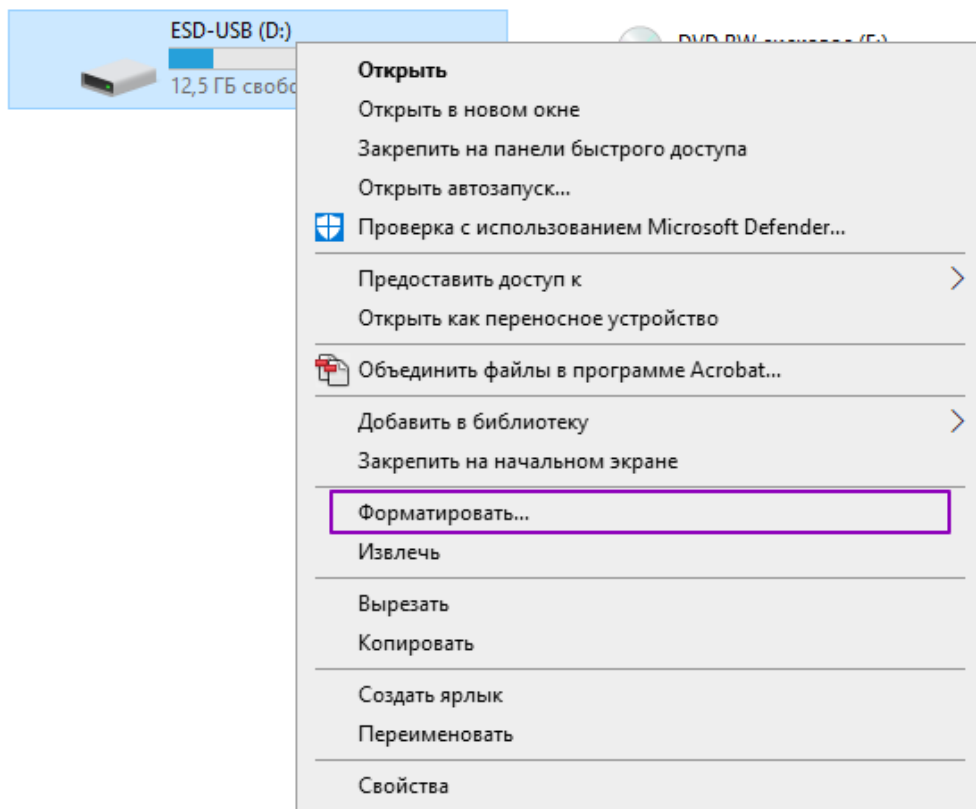 ESD-USB (D:)
12,5 ГБ
Открыть
Открыть в новом окне
Закрепить на панели быстрого доступа
Открыть автозапуск...
Проверка с использованием Microsoft Defender...
Предоставить доступ к
Открыть как переносное устройство
Объединить файлы в программе Acrobat...
Добавить в библиотеку
Закрепить на начальном экране
Форматировать...
Извлечь
Вырезать
Копировать
Создать ярлык
Переименовать
Свойства